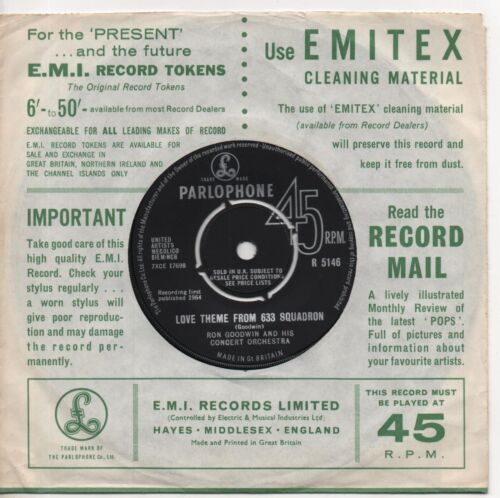 For the 'PRESENT'
...and the future
E.M.I. RECORD TOKENS
The Original Record Tokens
6/- to 50/- available from most Record Dealers
EXCHANGEABLE FOR ALL LEADING MAKES OF RECORD
E.M.I. RECORD TOKENS ARE AVAILABLE FOR
SALE AND EXCHANGE IN
GREAT BRITAIN, NORTHERN IRELAND AND
THE CHANNEL ISLANDS ONLY
Use EMITEX
CLEANING MATERIAL
The use of 'EMITEX' cleaning material
(available from Record Dealers)
will preserve this record and
keep it free from dust.
IMPORTANT
Take good care of this
high quality E.M.I.
Record. Check your
stylus regularly . . .
a worn stylus will
give poor reproduction
and may damage
the record per-
manently.
TRADE MARK
PARLOPHONE
45
R.P.M.
UNITED
ARTISTS
7XCE 17698
SOLD IN U.K. SUBJECT TO
RESALE PRICE CONDITIONS
SEE PRICE LISTS
R 5146
Recording first
published 1964
LOVE THEME FROM 633 SQUADRON
(Goodwin)
RON GOODWIN AND HIS
CONCERT ORCHESTRA
MADE IN GT. BRITAIN
Read the
RECORD
MAIL
A lively illustrated
Monthly Review of
the latest 'POPS'.
Full of pictures and
information about
your favourite artists.
£
TRADE MARK OF
THE PARLOPHONE Co., Ltd.
E.M.I. RECORDS LIMITED
(Controlled by Electric & Musical Industries Ltd)
HAYES • MIDDLESEX • ENGLAND
Made and Printed in Great Britain
THIS RECORD MUST
BE PLAYED AT
45
R.P.M.